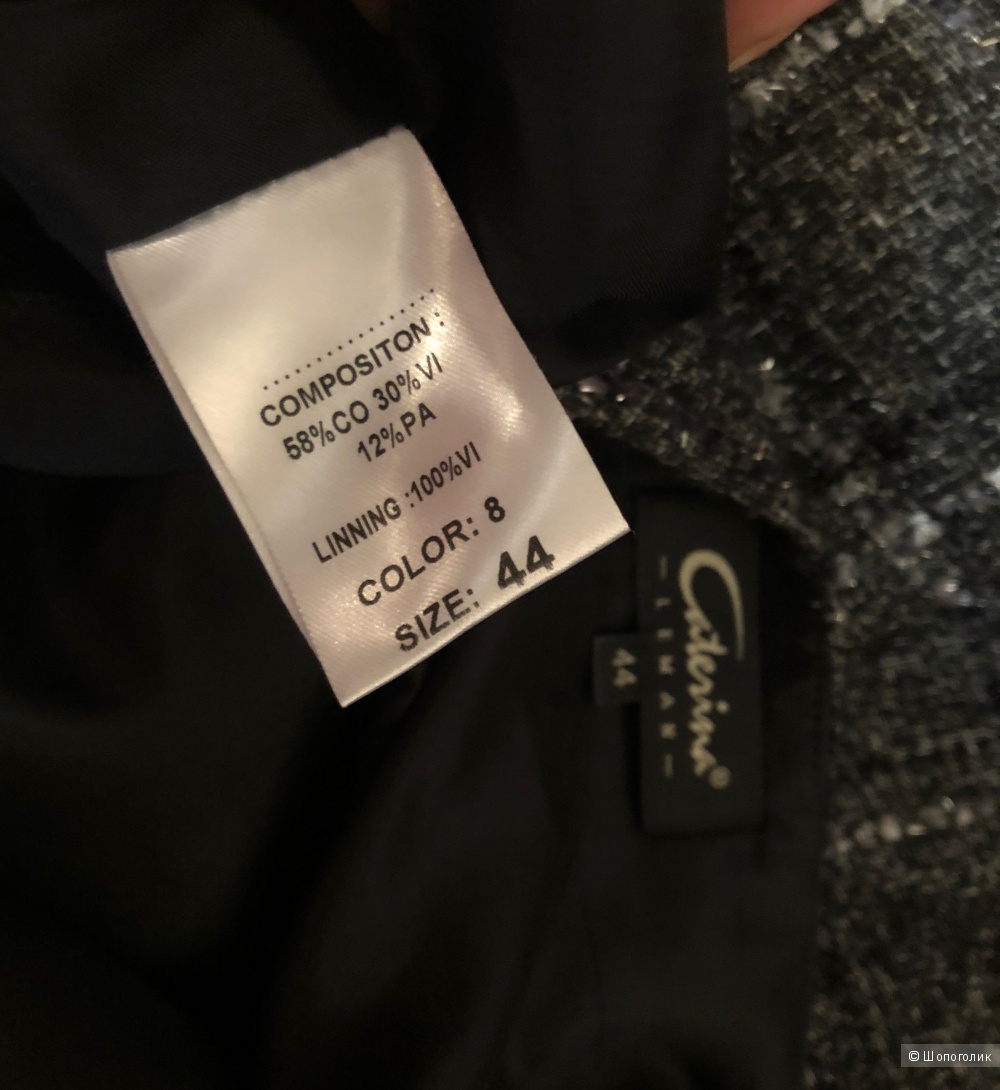 COMPOSITON :
58%CO 30%VI
12%PA
LINNING :100%VI
COLOR: 8
SIZE: 44
Caterina®
- LEMAN -
44
© Шопоголик